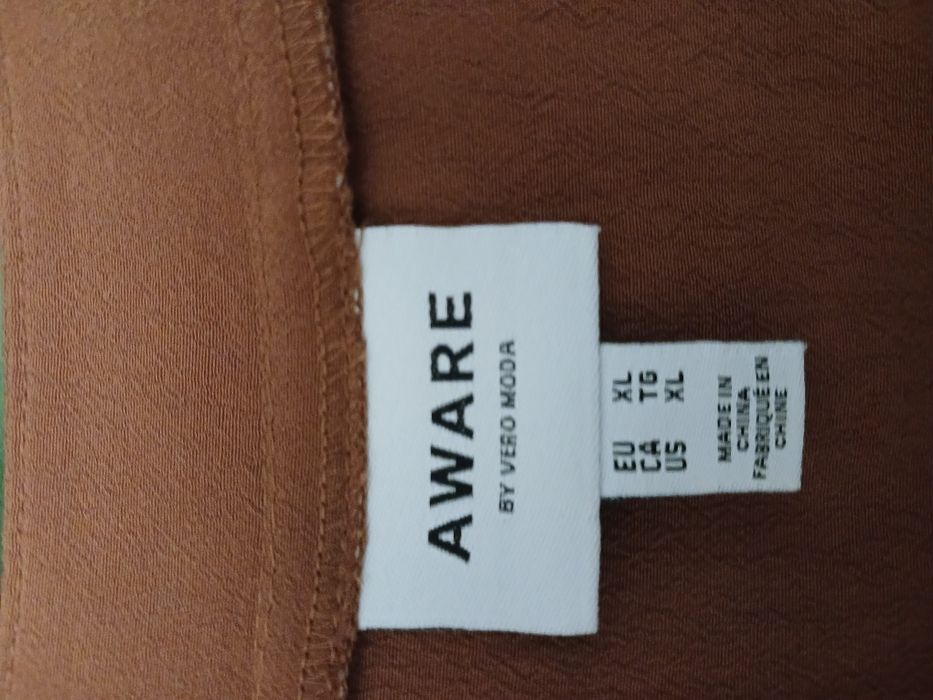 AWARE
BY VERO MODA
EU XL
CA TG
US XL
MADE IN
CHINA
FABRIQUÉ EN
CHINE